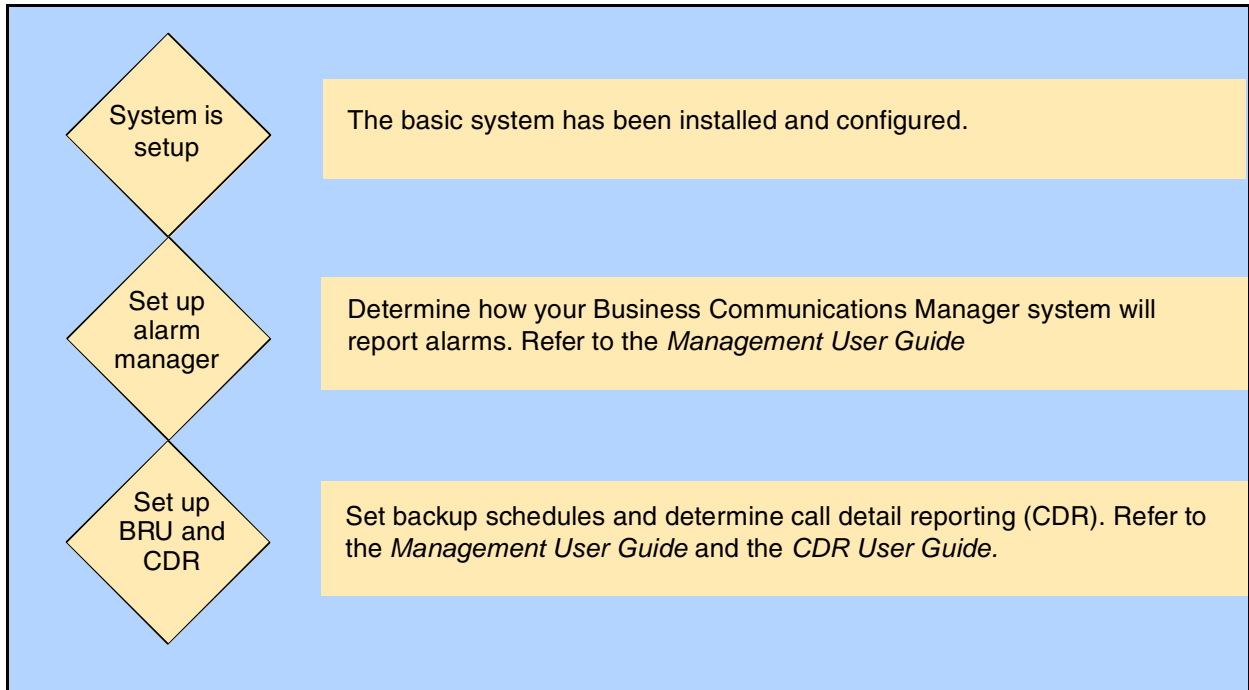 System is
setup
The basic system has been installed and configured.
Set up
alarm
manager
Determine how your Business Communications Manager system will
report alarms. Refer to the Management User Guide
Set up
BRU and
CDR
Set backup schedules and determine call detail reporting (CDR). Refer to
the Management User Guide and the CDR User Guide.